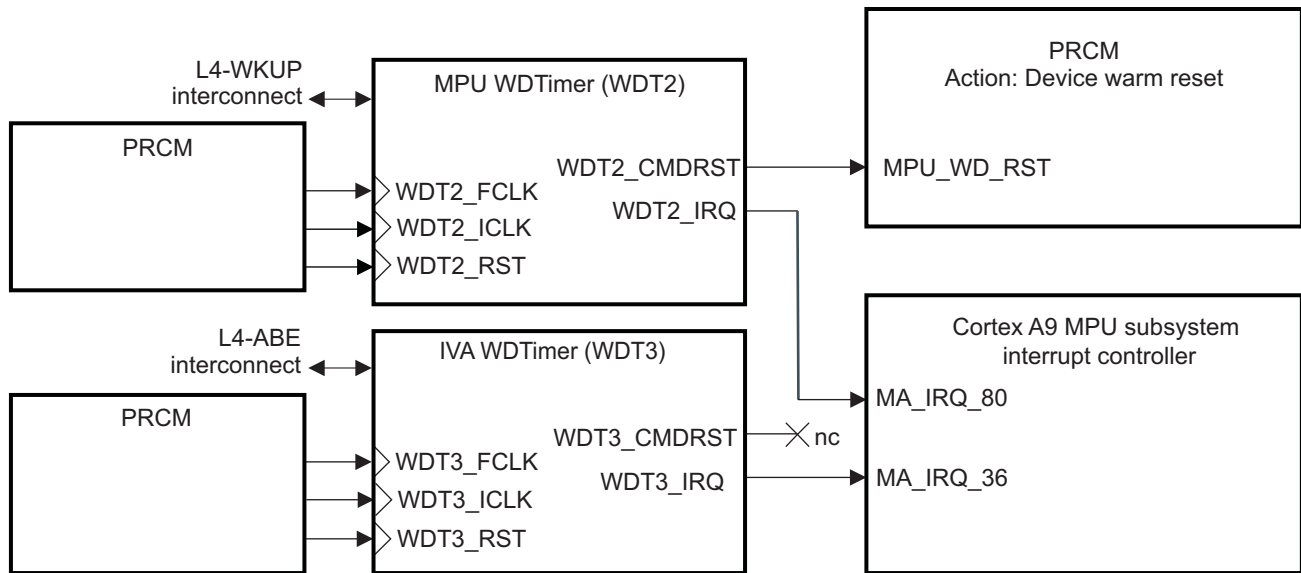 L4-WKUP
interconnect
PRCM
MPU WDTimer (WDT2)
WDT2_FCLK
WDT2_ICLK
WDT2_RST
WDT2_CMDRST
WDT2_IRQ
PRCM
Action: Device warm reset
MPU_WD_RST
L4-ABE
interconnect
PRCM
IVA WDTimer (WDT3)
WDT3_FCLK
WDT3_ICLK
WDT3_RST
WDT3_CMDRST
WDT3_IRQ
nc
Cortex A9 MPU subsystem
interrupt controller
MA_IRQ_80
MA_IRQ_36